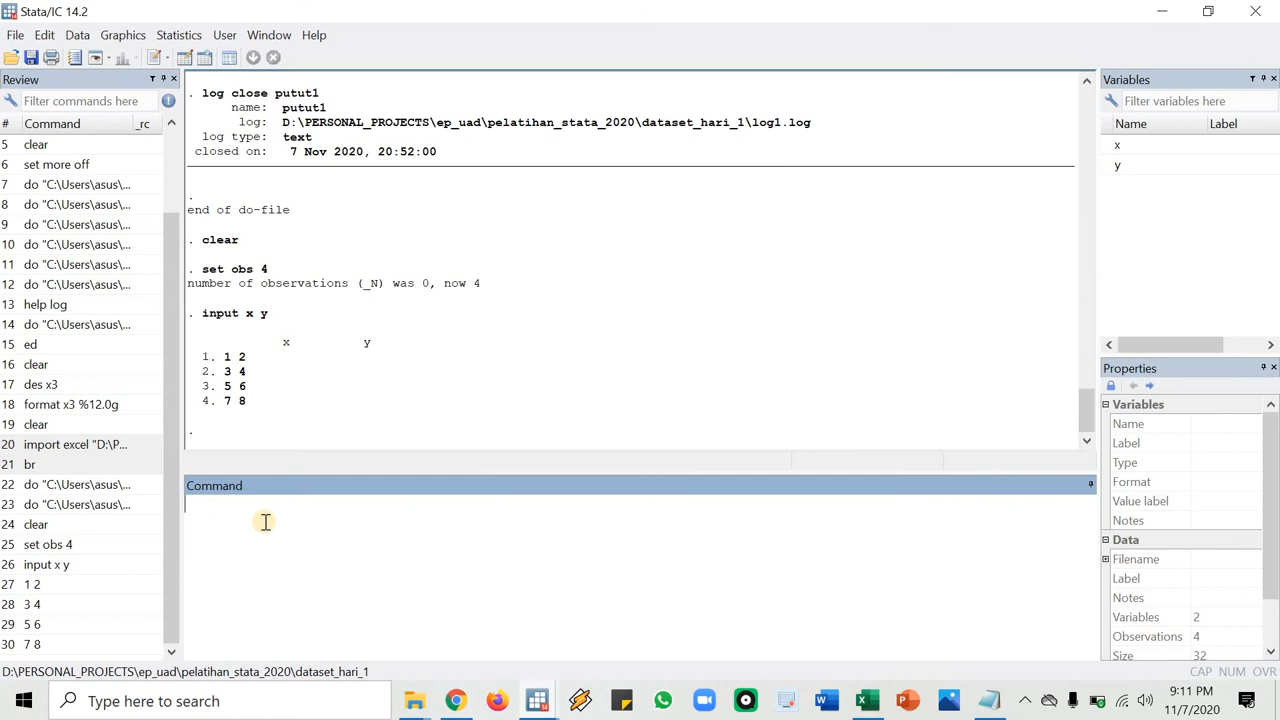 Stata/IC 14.2
File Edit Data Graphics Statistics User Window Help
Review
Filter commands here
# Command _rc
5 clear
6 set more off
7 do "C:\Users\asus\...
8 do "C:\Users\asus\...
9 do "C:\Users\asus\...
10 do "C:\Users\asus\...
11 do "C:\Users\asus\...
12 do "C:\Users\asus\...
13 help log
14 do "C:\Users\asus\...
15 ed
16 clear
17 des x3
18 format x3 %12.0g
19 clear
20 import excel "D:\P...
21 br
22 do "C:\Users\asus\...
23 do "C:\Users\asus\...
24 clear
25 set obs 4
26 input x y
27 1 2
28 3 4
29 5 6
30 7 8
. log close putut1
name: putut1
log: D:\PERSONAL_PROJECTS\ep_uad\pelatihan_stata_2020\dataset_hari_1\log1.log
log type: text
closed on: 7 Nov 2020, 20:52:00
.
end of do-file
. clear
. set obs 4
number of observations (_N) was 0, now 4
. input x y
x y
1. 1 2
2. 3 4
3. 5 6
4. 7 8
.
Command
Variables
Filter variables here
Name Label
x
y
Properties
Variables
Name
Label
Type
Format
Value label
Notes
Data
Filename
Label
Notes
Variables 2
Observations 4
Size 32
D:\PERSONAL_PROJECTS\ep_uad\pelatihan_stata_2020\dataset_hari_1
CAP NUM OVR
Type here to search
9:11 PM
11/7/2020